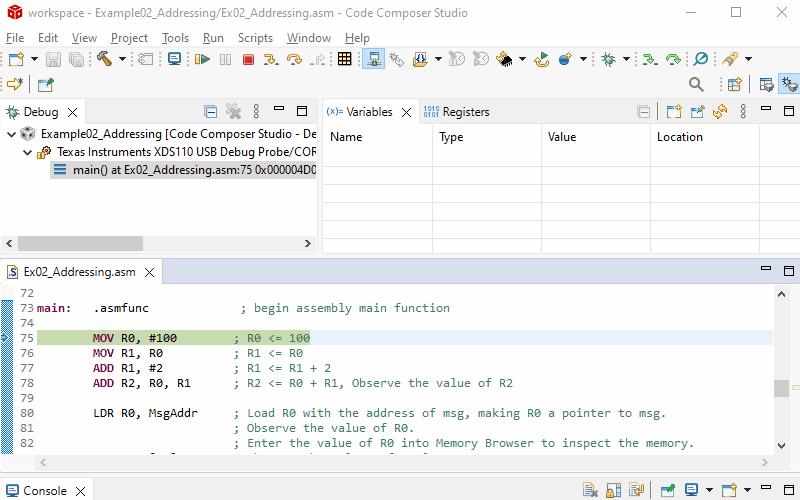 workspace - Example02_Addressing/Ex02_Addressing.asm - Code Composer Studio
File Edit View Project Tools Run Scripts Window Help
Debug
Example02_Addressing [Code Composer Studio - De
Texas Instruments XDS110 USB Debug Probe/COR
main() at Ex02_Addressing.asm:75 0x000004D0
(x)= Variables
1010 0101 Registers
Name Type Value Location
Ex02_Addressing.asm
72
73 main: .asmfunc ; begin assembly main function
74
75 MOV R0, #100 ; R0 <= 100
76 MOV R1, R0 ; R1 <= R0
77 ADD R1, #2 ; R1 <= R1 + 2
78 ADD R2, R0, R1 ; R2 <= R0 + R1, Observe the value of R2
79
80 LDR R0, MsgAddr ; Load R0 with the address of msg, making R0 a pointer to msg.
81 ; Observe the value of R0.
82 ; Enter the value of R0 into Memory Browser to inspect the memory.
Console